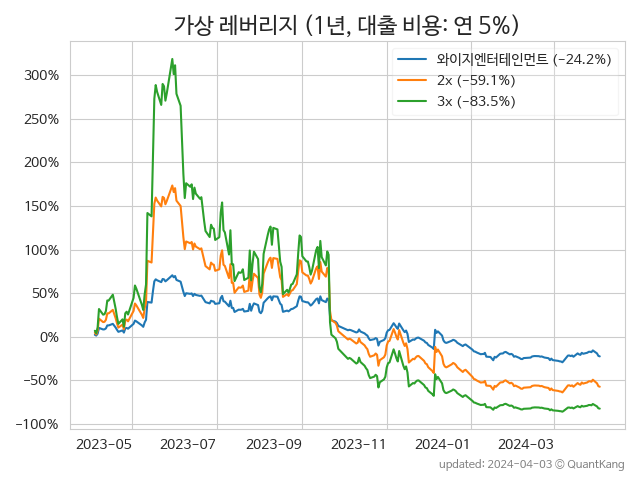 가상 레버리지 (1년, 대출 비용: 연 5%)
와이지엔터테인먼트 (−24.2%)
2x (−59.1%)
3x (−83.5%)
300%
250%
200%
150%
100%
50%
0%
−50%
−100%
2023-05 2023-07 2023-09 2023-11 2024-01 2024-03
updated: 2024-04-03 © QuantKang